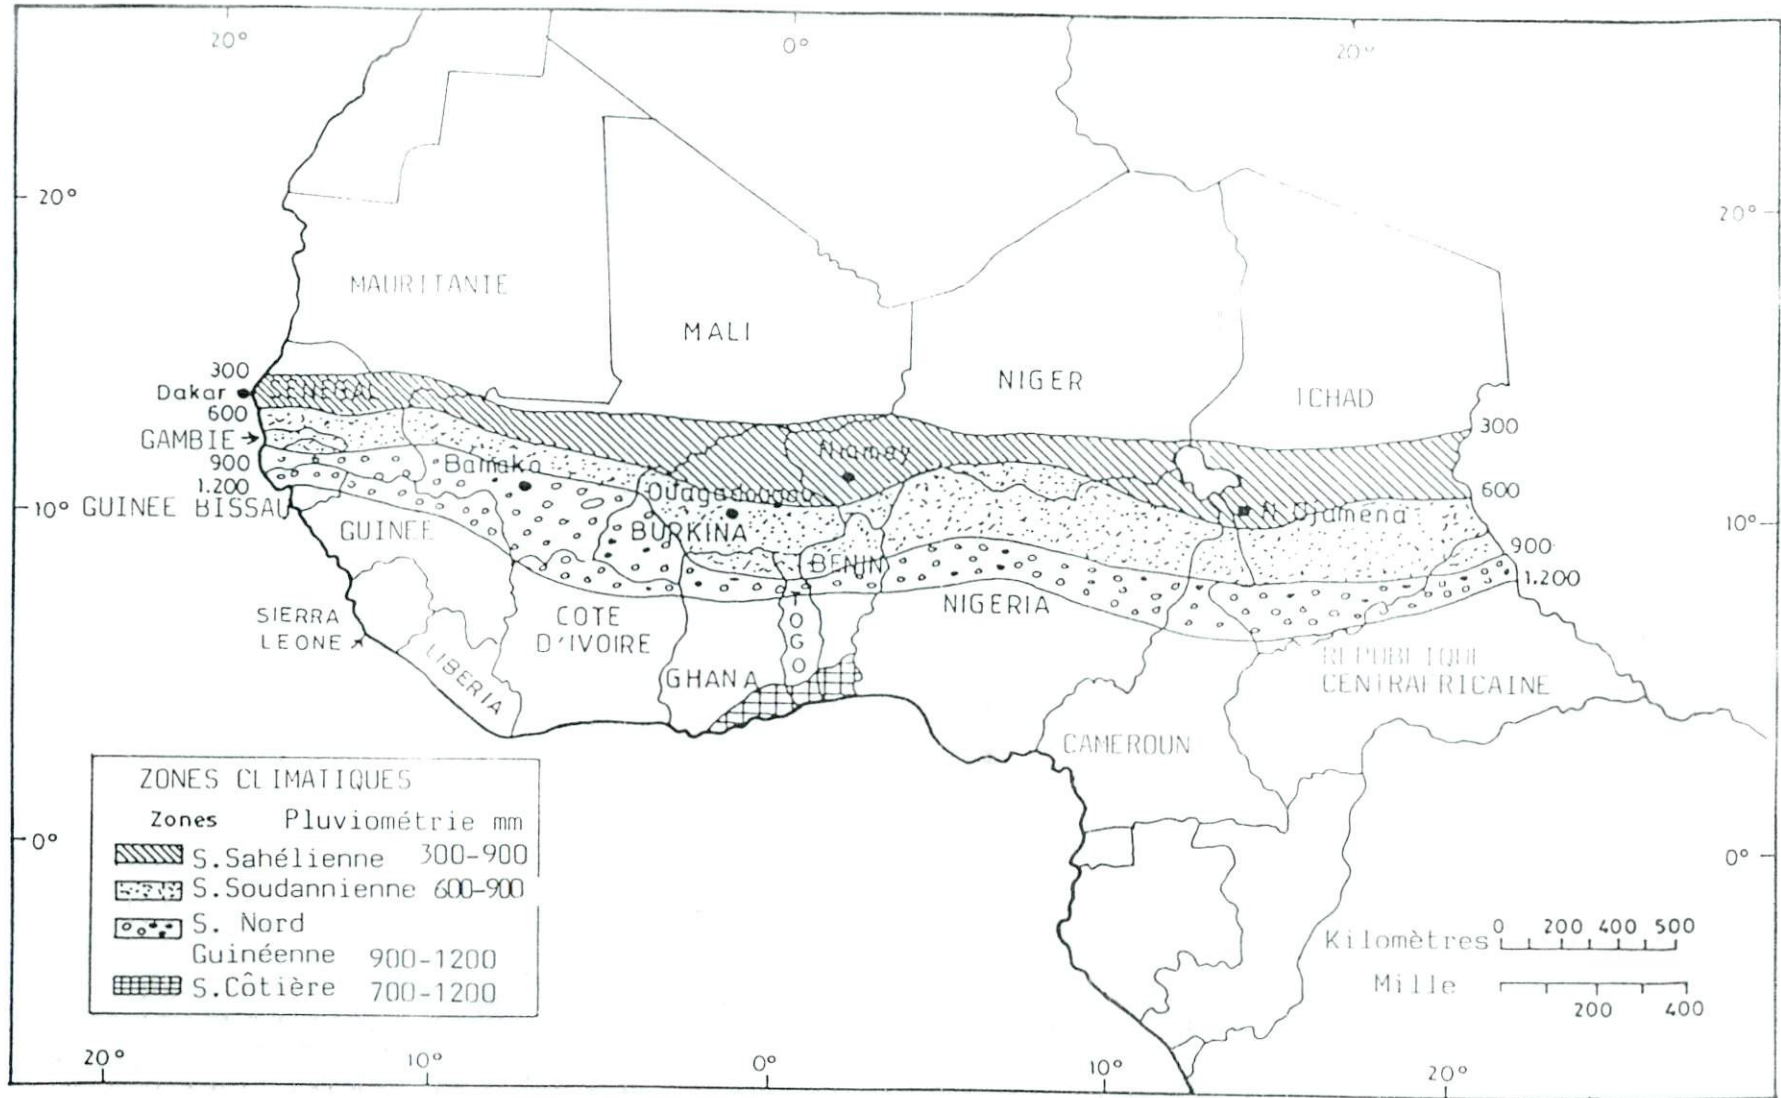 20° 0° 20°
20° 20°
MAURITANIE
MALI
NIGER
TCHAD
300
Dakar SENEGAL
600
GAMBIE
900
1.200
GUINEE BISSAU
10°
GUINEE
Bamako
Niamey
Ouagadougou
BURKINA
BENIN
N Djamena
300
600
10°
900
1.200
NIGERIA
SIERRA
LEONE
LIBERIA
COTE
D'IVOIRE
GHANA
TOGO
REPUBLIQUE
CENTRAFRICAINE
CAMEROUN
ZONES CLIMATIQUES
Zones Pluviométrie mm
S.Sahélienne 300-900
S.Soudannienne 600-900
S. Nord
Guinéenne 900-1200
S.Côtière 700-1200
0° 0°
Kilomètres 0 200 400 500
Mille 200 400
20° 10° 0° 10° 20°